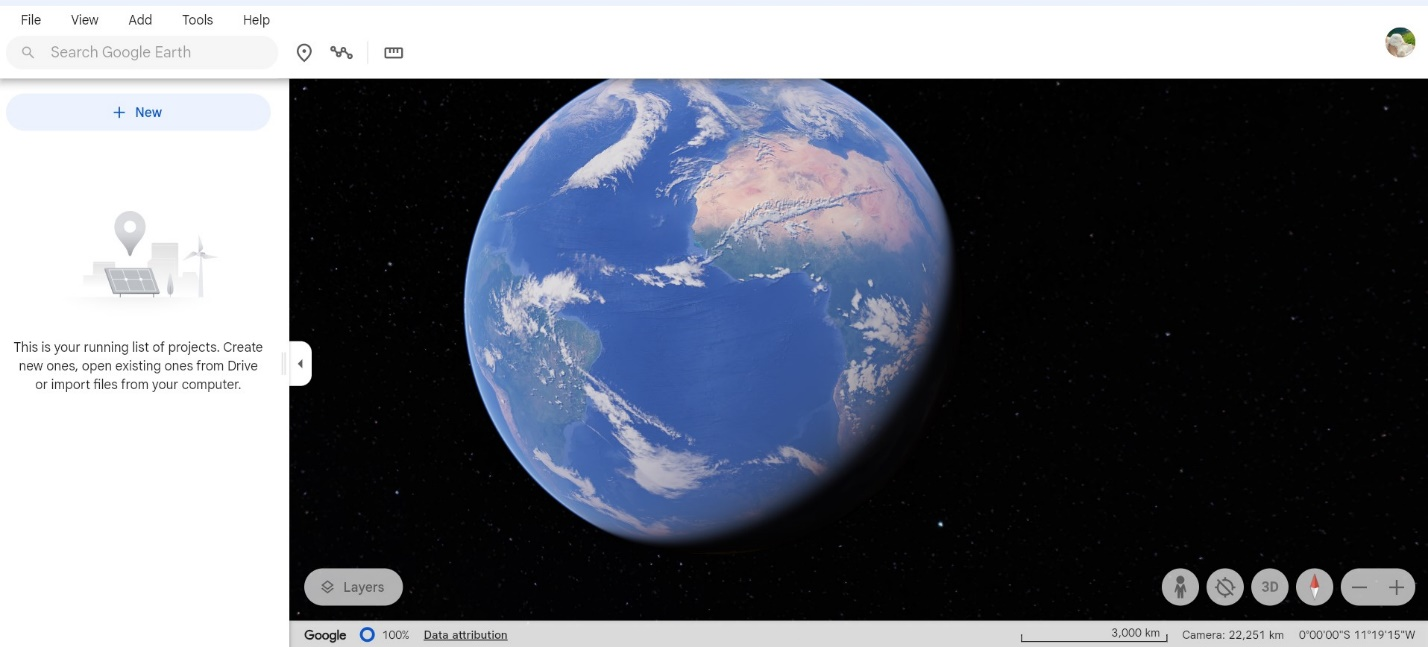 File View Add Tools Help
Search Google Earth
New
This is your running list of projects. Create
new ones, open existing ones from Drive
or import files from your computer.
Layers
3D
Google 100% Data attribution 3,000 km Camera: 22,251 km 0°00'00"S 11°19'15"W